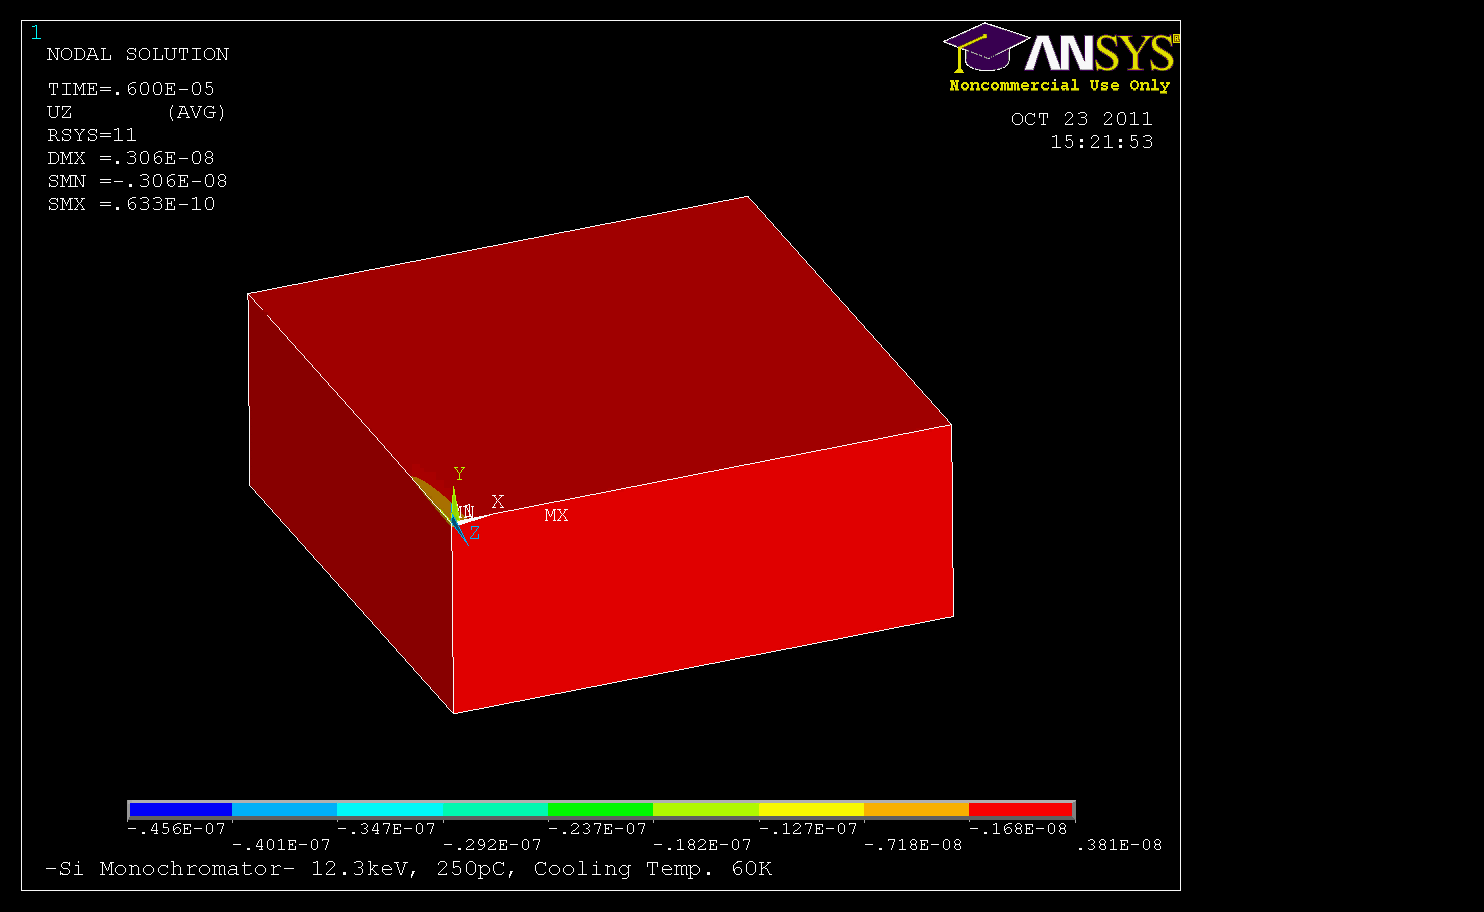 1
NODAL SOLUTION
TIME=.600E-05
UZ (AVG)
RSYS=11
DMX =.306E-08
SMN =-.306E-08
SMX =.633E-10
ANSYS®
Noncommercial Use Only
OCT 23 2011
15:21:53
Y
X
MX
Z
-.456E-07
-.401E-07
-.347E-07
-.292E-07
-.237E-07
-.182E-07
-.127E-07
-.718E-08
-.168E-08
.381E-08
-Si Monochromator- 12.3keV, 250pC, Cooling Temp. 60K